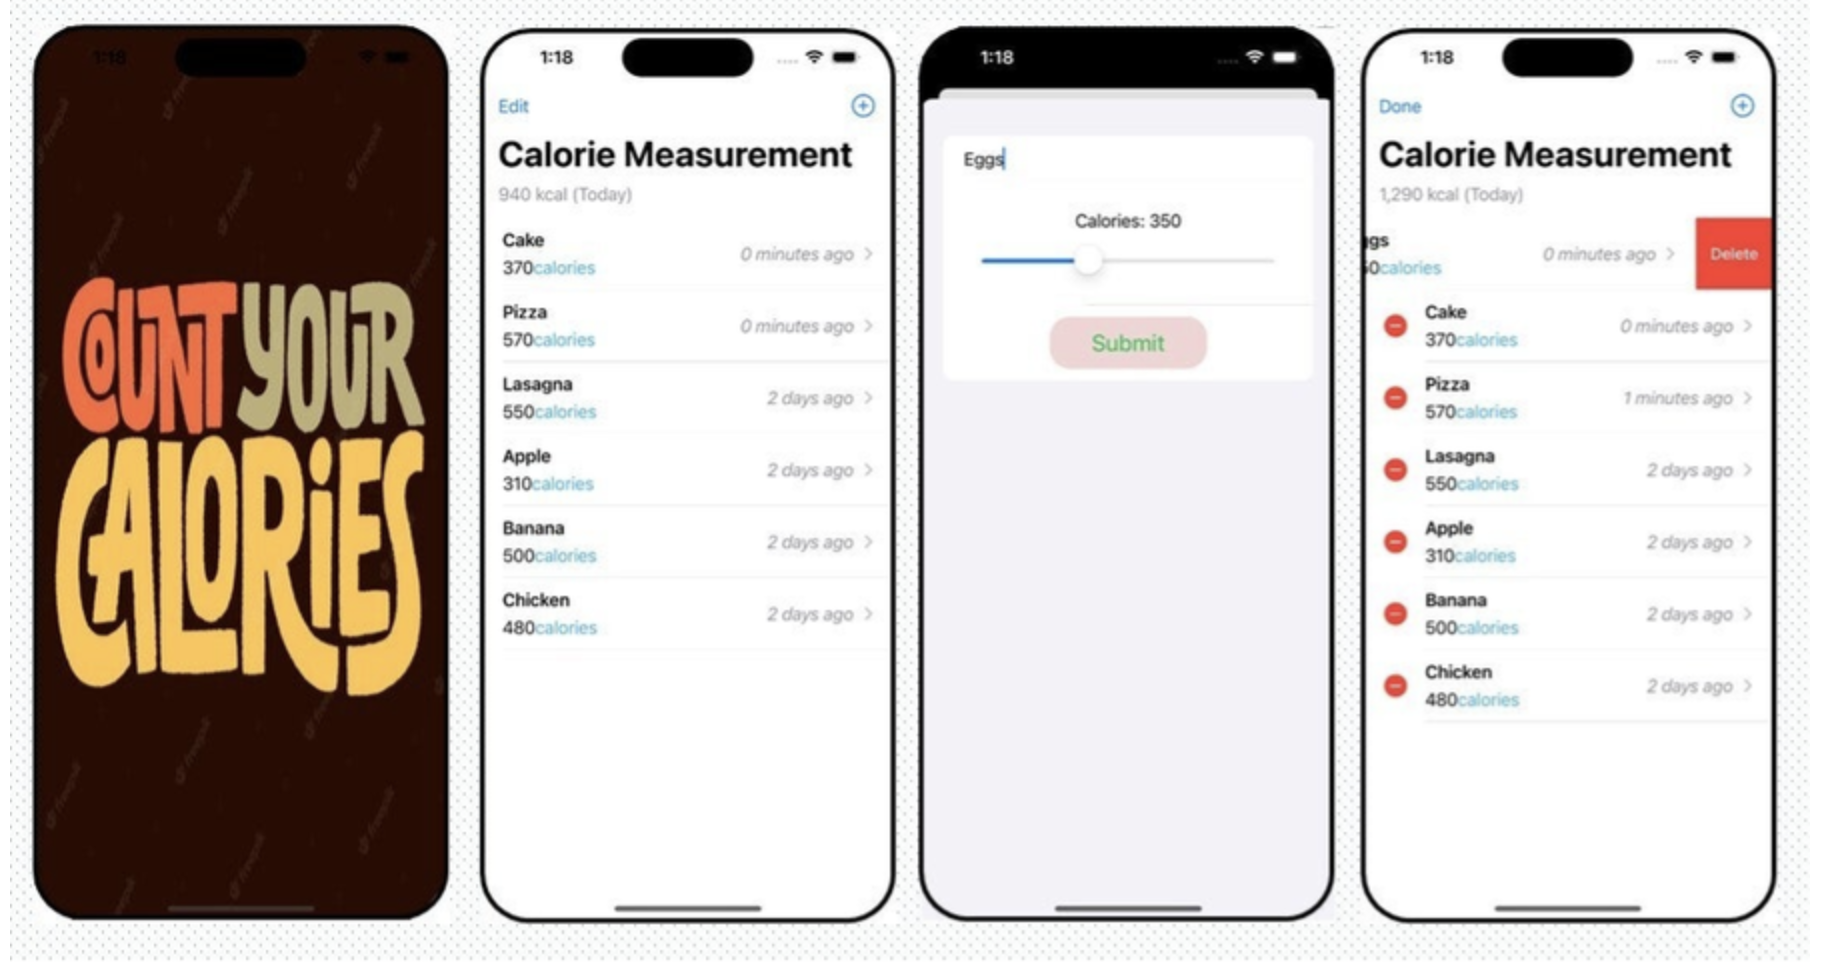 1:18
COUNT YOUR
CALORiES
1:18
Edit
Calorie Measurement
940 kcal (Today)
Cake
370calories
0 minutes ago
Pizza
570calories
0 minutes ago
Lasagna
550calories
2 days ago
Apple
310calories
2 days ago
Banana
500calories
2 days ago
Chicken
480calories
2 days ago
1:18
Eggs
Calories: 350
Submit
1:18
Done
Calorie Measurement
1,290 kcal (Today)
ggs
0calories
0 minutes ago
Delete
Cake
370calories
0 minutes ago
Pizza
570calories
1 minutes ago
Lasagna
550calories
2 days ago
Apple
310calories
2 days ago
Banana
500calories
2 days ago
Chicken
480calories
2 days ago